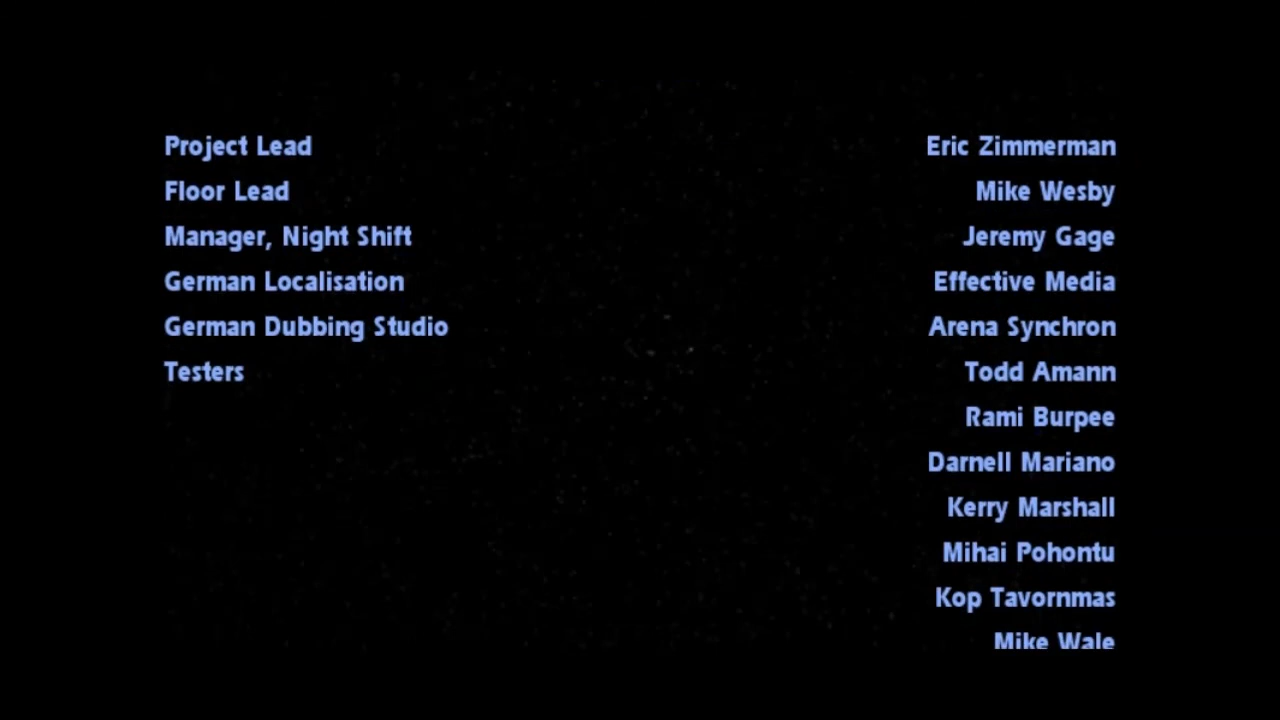 Project Lead Eric Zimmerman
Floor Lead Mike Wesby
Manager, Night Shift Jeremy Gage
German Localisation Effective Media
German Dubbing Studio Arena Synchron
Testers Todd Amann
Rami Burpee
Darnell Mariano
Kerry Marshall
Mihai Pohontu
Kop Tavornmas
Mike Wale